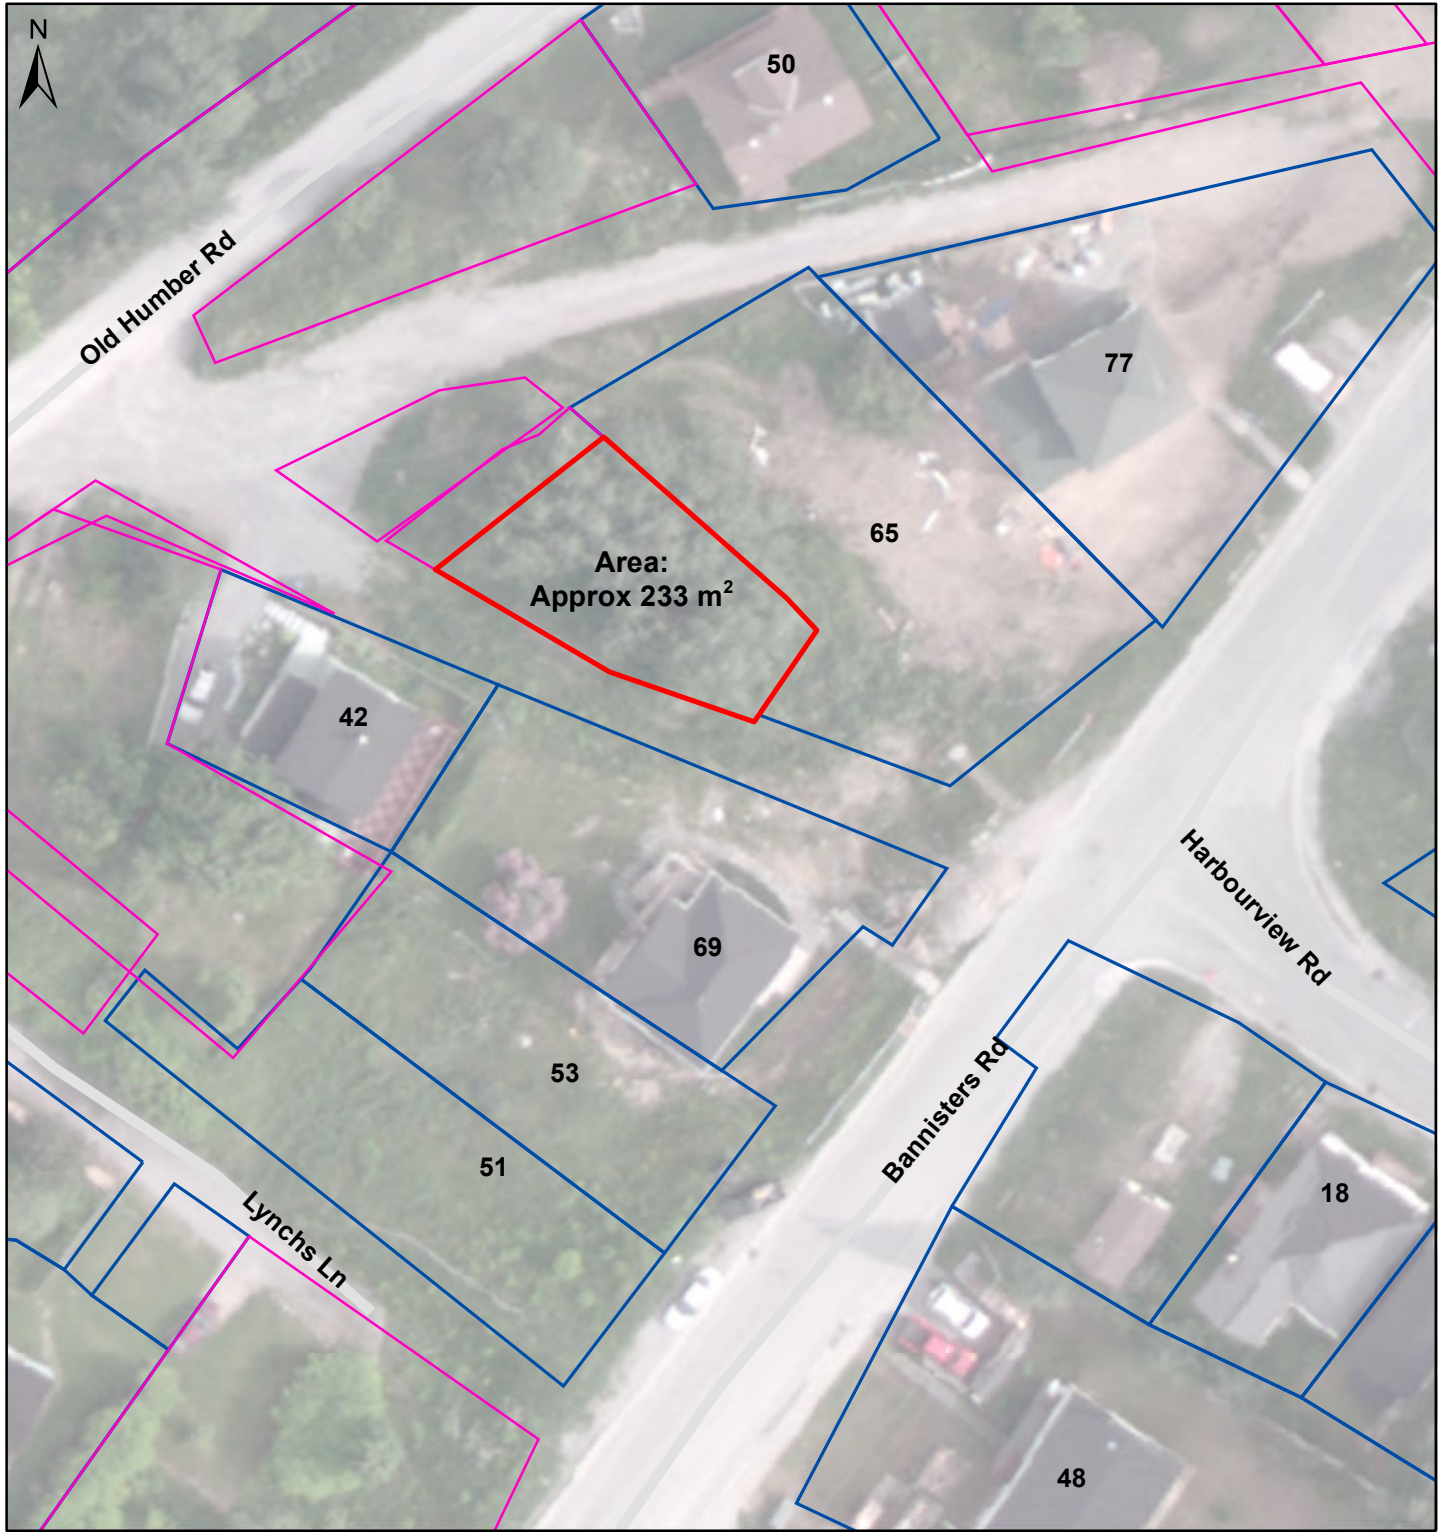 N
50
Old Humber Rd
77
65
Area:
Approx 233 m²
42
Harbourview Rd
69
Bannisters Rd
53
51
18
Lynchs Ln
48